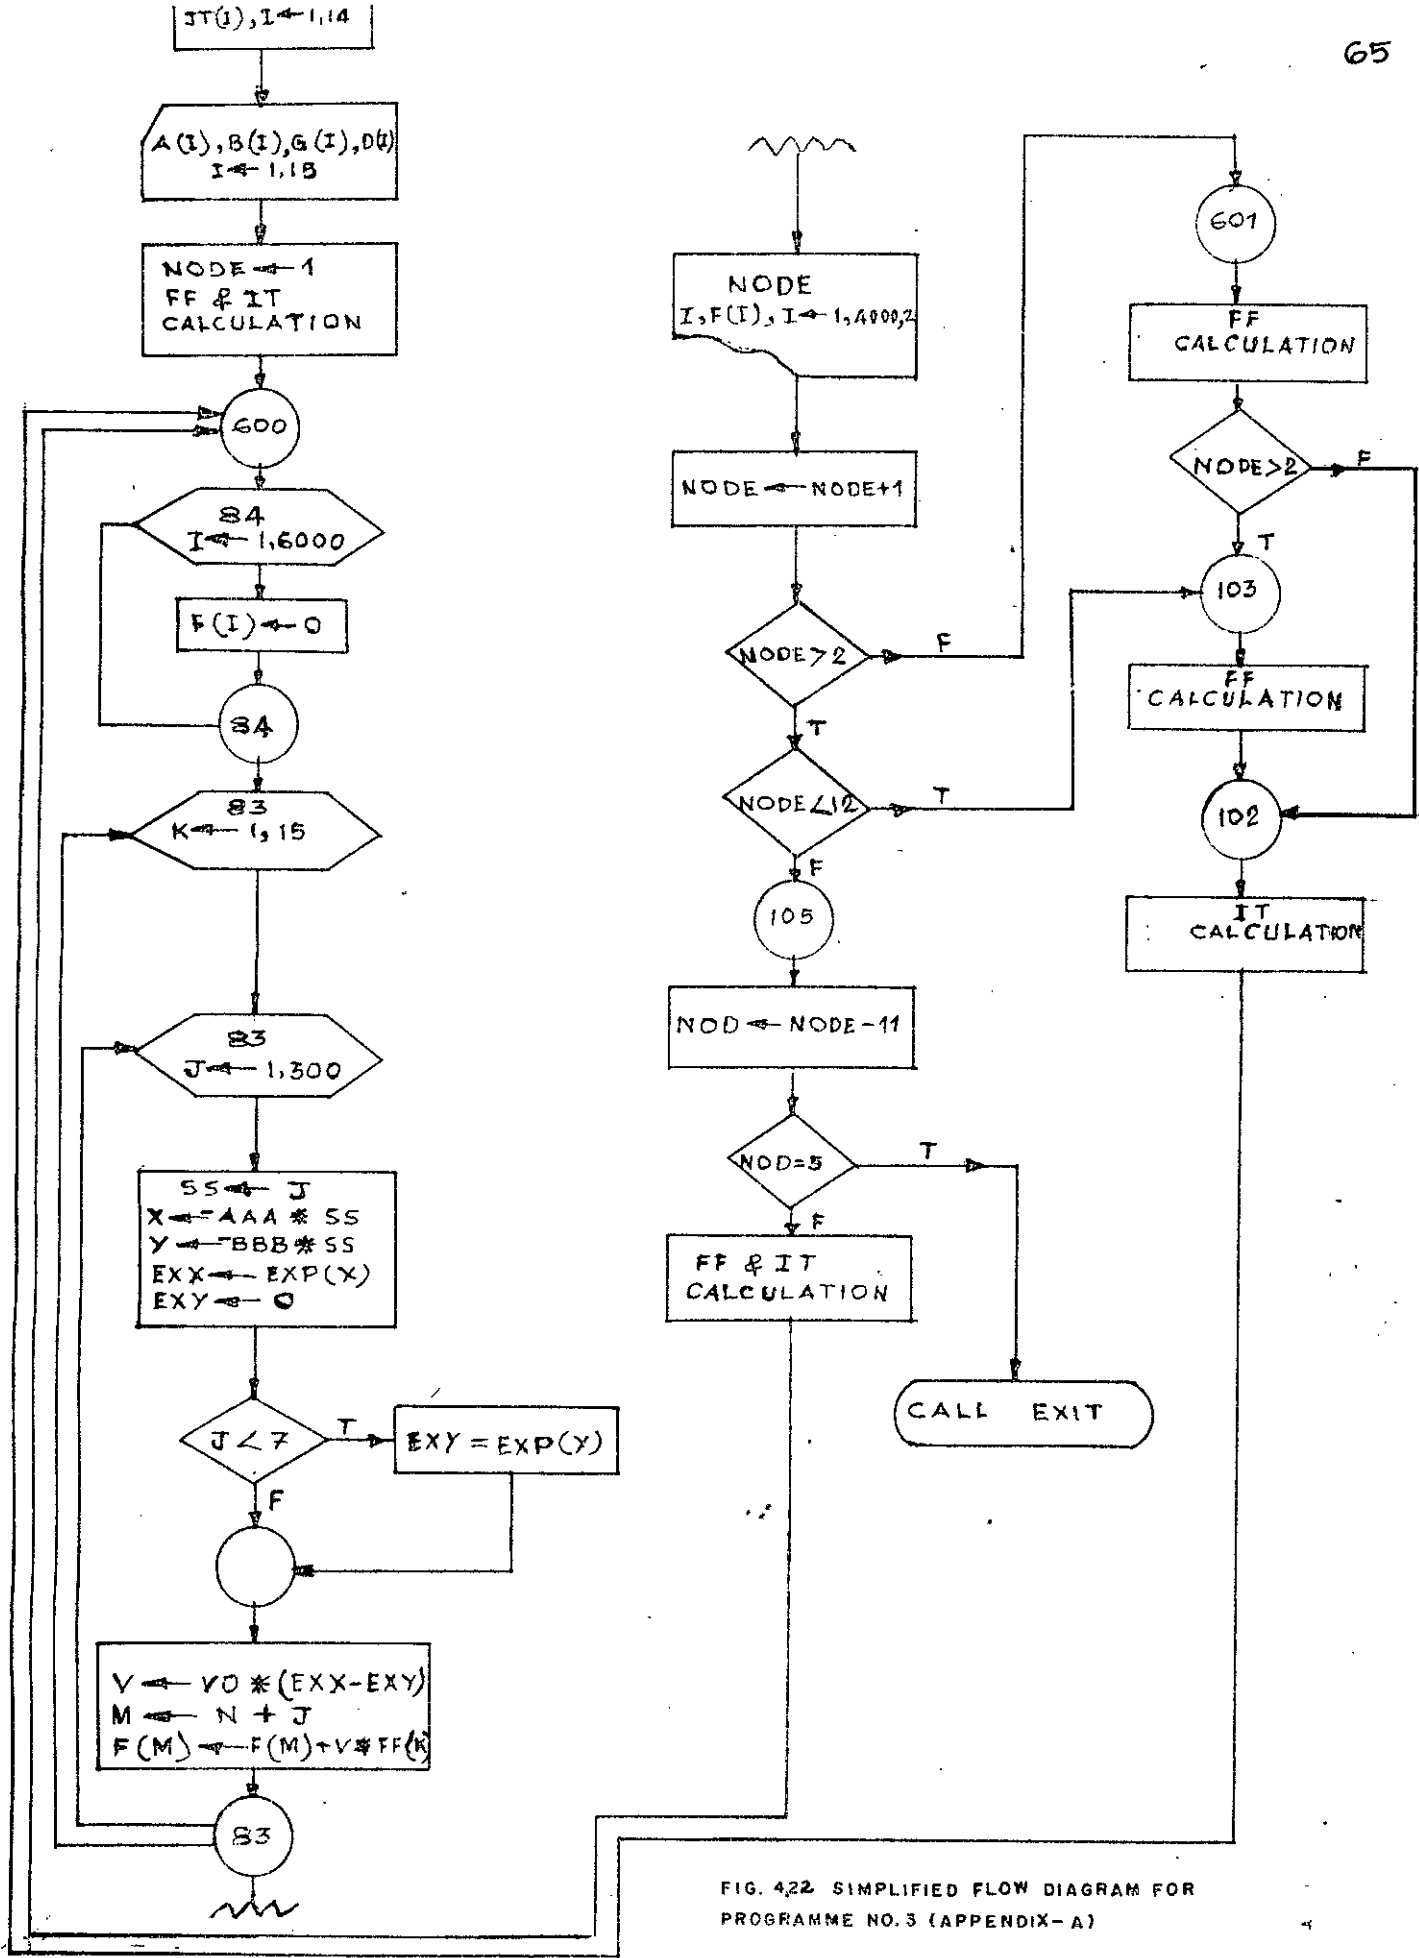 65
JT(I), I←1,14
A(I), B(I), G(I), D(I)
I←1,15
NODE←1
FF & IT
CALCULATION
600
84
I←1,6000
F(I)←0
84
83
K←1,15
83
J←1,300
SS←J
X←-AAA*SS
Y←-BBB*SS
EXX←EXP(X)
EXY←0
J<7
T
EXY=EXP(Y)
F
V←VO*(EXX-EXY)
M←N+J
F(M)←F(M)+V*FF(K)
83
NODE
I, F(I), I←1,4000,2
NODE←NODE+1
NODE>2
F
T
NODE<12
T
F
105
NOD←NODE-11
NOD=5
T
F
FF & IT
CALCULATION
CALL EXIT
601
FF
CALCULATION
NODE>2
F
T
103
FF
CALCULATION
102
IT
CALCULATION
FIG. 4.22 SIMPLIFIED FLOW DIAGRAM FOR
PROGRAMME NO. 3 (APPENDIX-A)